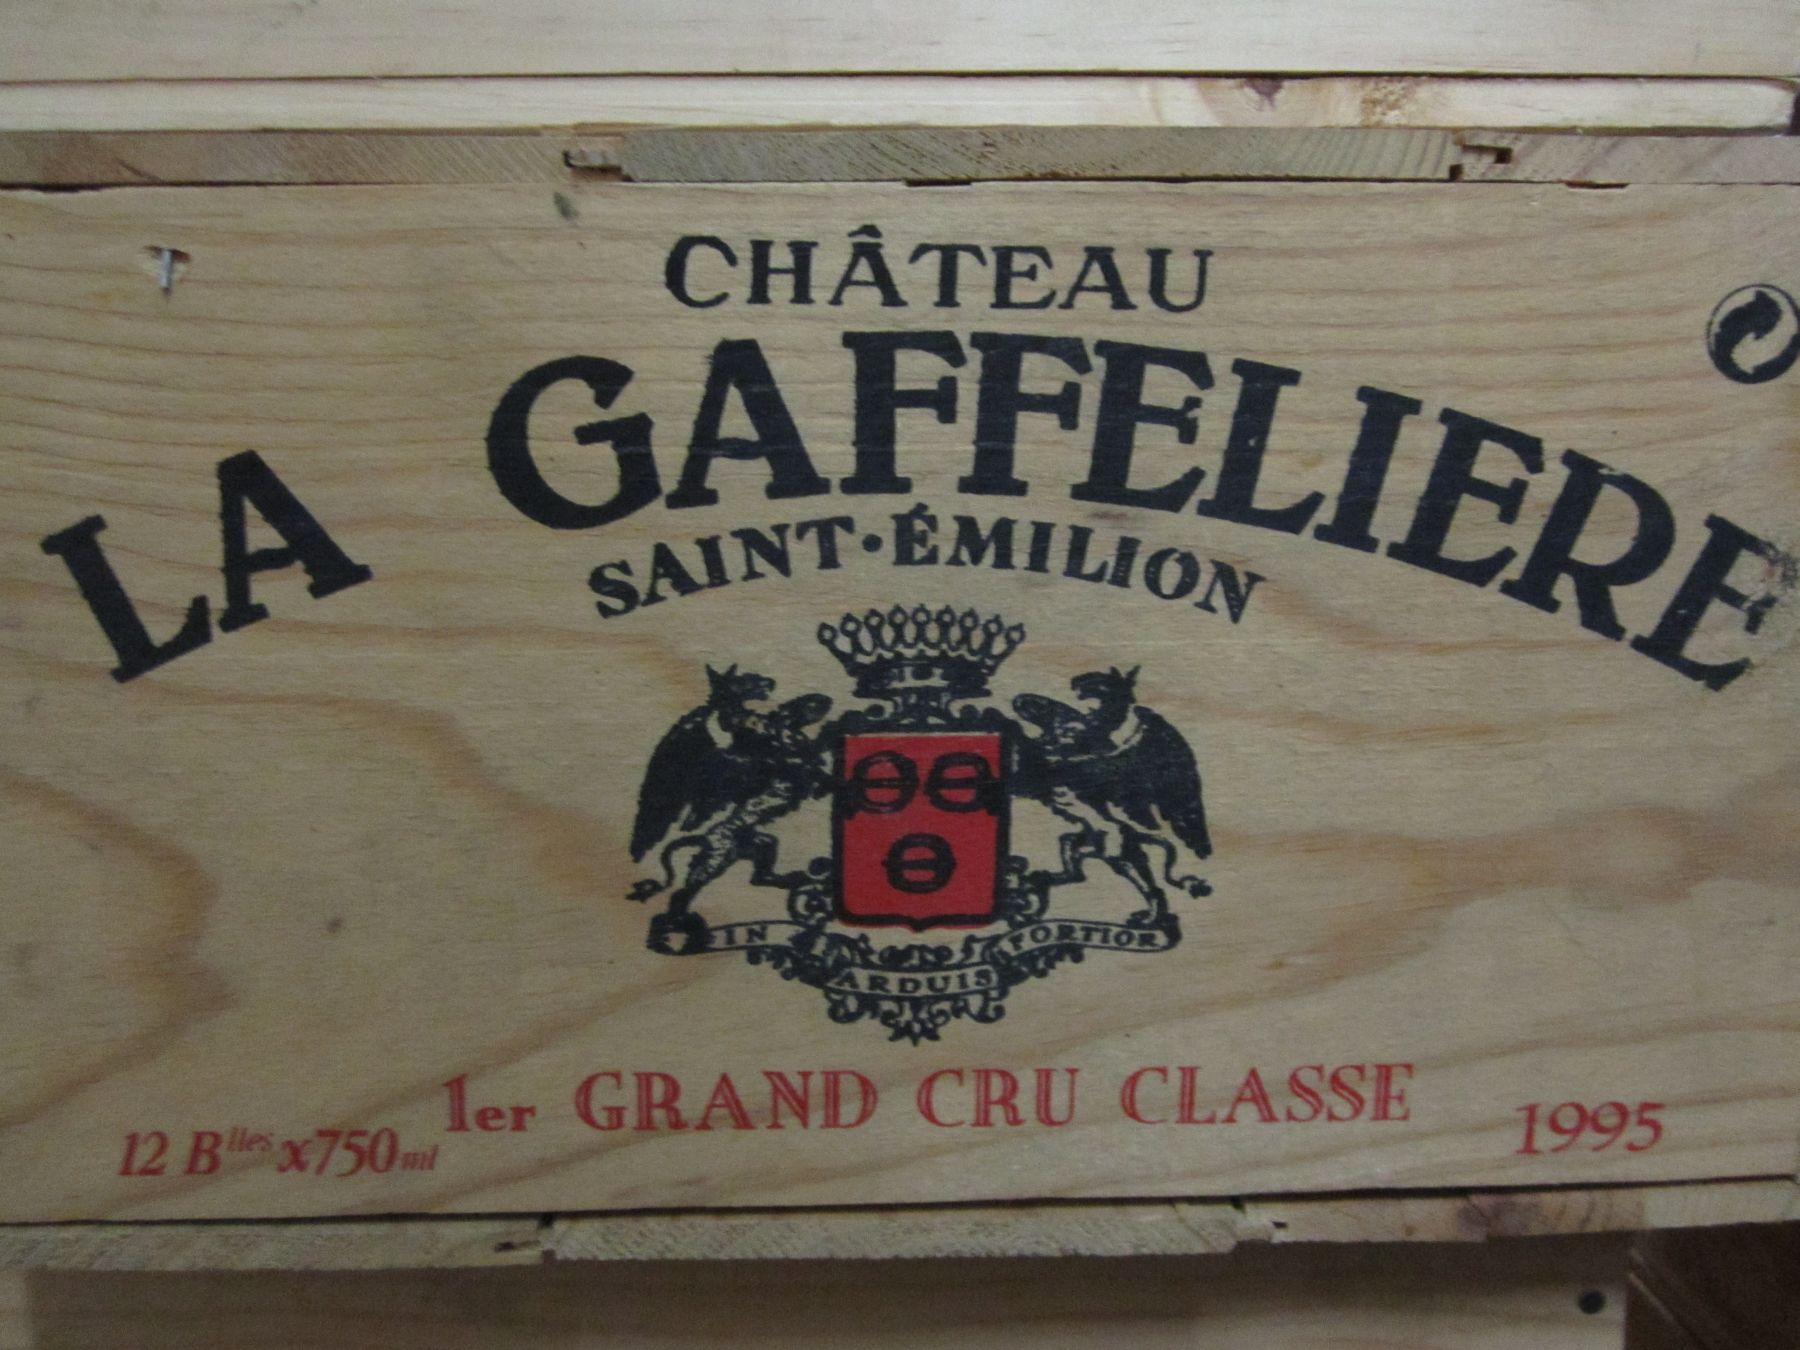 CHÂTEAU
LA GAFFELIERE
SAINT·ÉMILION
IN ARDUIS FORTIOR
1er GRAND CRU CLASSE
12 Blles x750ml
1995